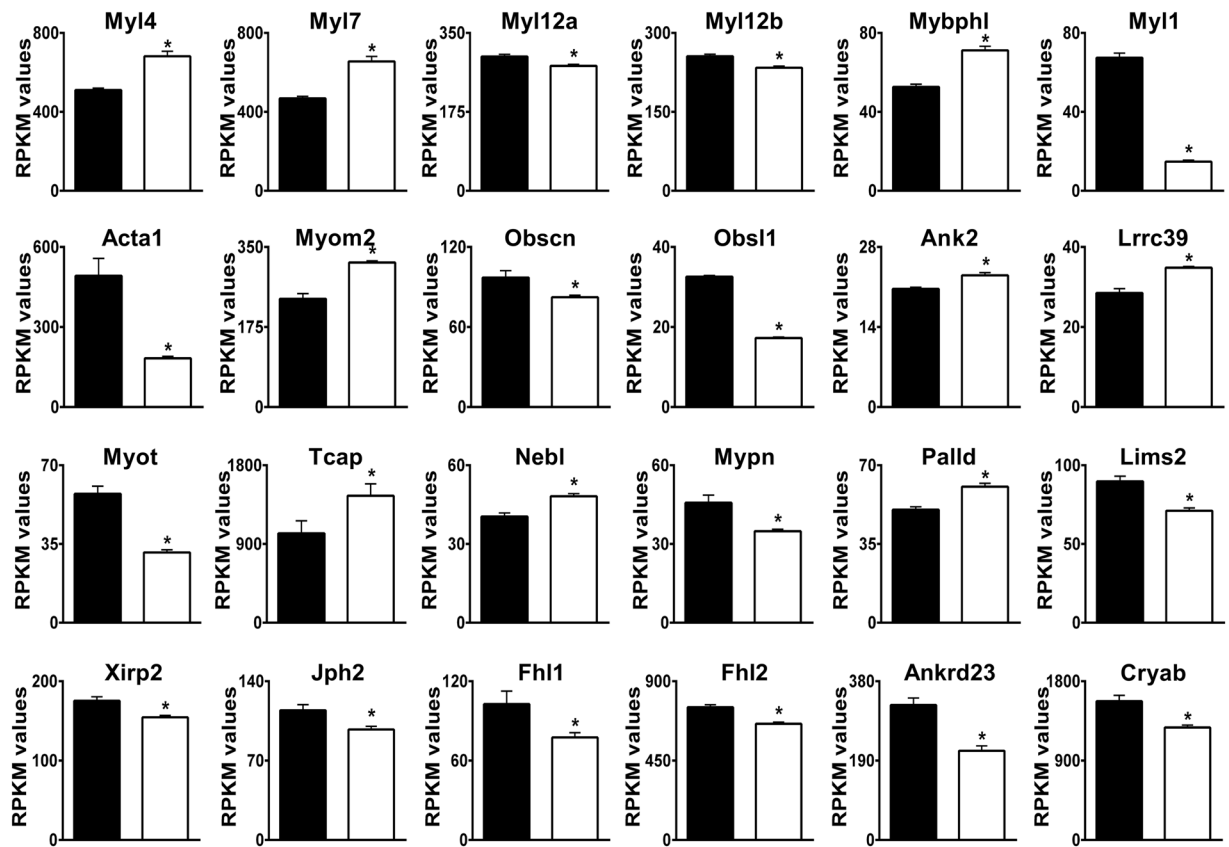 Myl4 Myl7 Myl12a Myl12b Mybphl Myl1
800 800 350 300 80 80
* * * * * *
RPKM values RPKM values RPKM values RPKM values RPKM values RPKM values
400 400 175 150 40 40
0 0 0 0 0 0
Acta1 Myom2 Obscn Obsl1 Ank2 Lrrc39
600 350 120 40 28 40
* * * * * *
RPKM values RPKM values RPKM values RPKM values RPKM values RPKM values
300 175 60 20 14 20
0 0 0 0 0 0
Myot Tcap Nebl Mypn Palld Lims2
70 1800 60 60 70 100
* * * * * *
RPKM values RPKM values RPKM values RPKM values RPKM values RPKM values
35 900 30 30 35 50
0 0 0 0 0 0
Xirp2 Jph2 Fhl1 Fhl2 Ankrd23 Cryab
200 140 120 900 380 1800
* * * * * *
RPKM values RPKM values RPKM values RPKM values RPKM values RPKM values
100 70 60 450 190 900
0 0 0 0 0 0